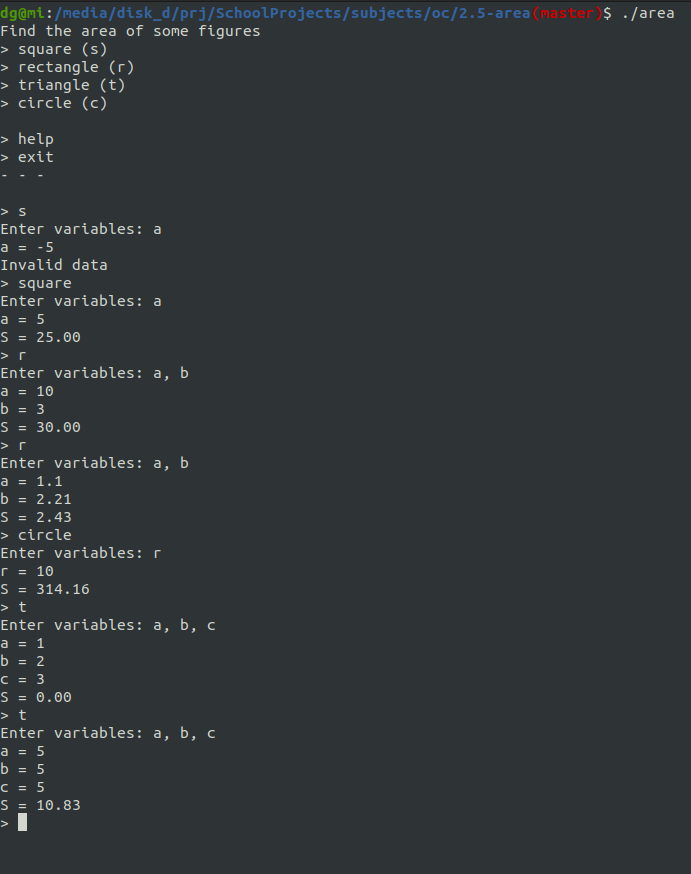 dg@mi:/media/disk_d/prj/SchoolProjects/subjects/oc/2.5-area(master)$ ./area
Find the area of some figures
> square (s)
> rectangle (r)
> triangle (t)
> circle (c)

> help
> exit
- - -

> s
Enter variables: a
a = -5
Invalid data
> square
Enter variables: a
a = 5
S = 25.00
> r
Enter variables: a, b
a = 10
b = 3
S = 30.00
> r
Enter variables: a, b
a = 1.1
b = 2.21
S = 2.43
> circle
Enter variables: r
r = 10
S = 314.16
> t
Enter variables: a, b, c
a = 1
b = 2
c = 3
S = 0.00
> t
Enter variables: a, b, c
a = 5
b = 5
c = 5
S = 10.83
>